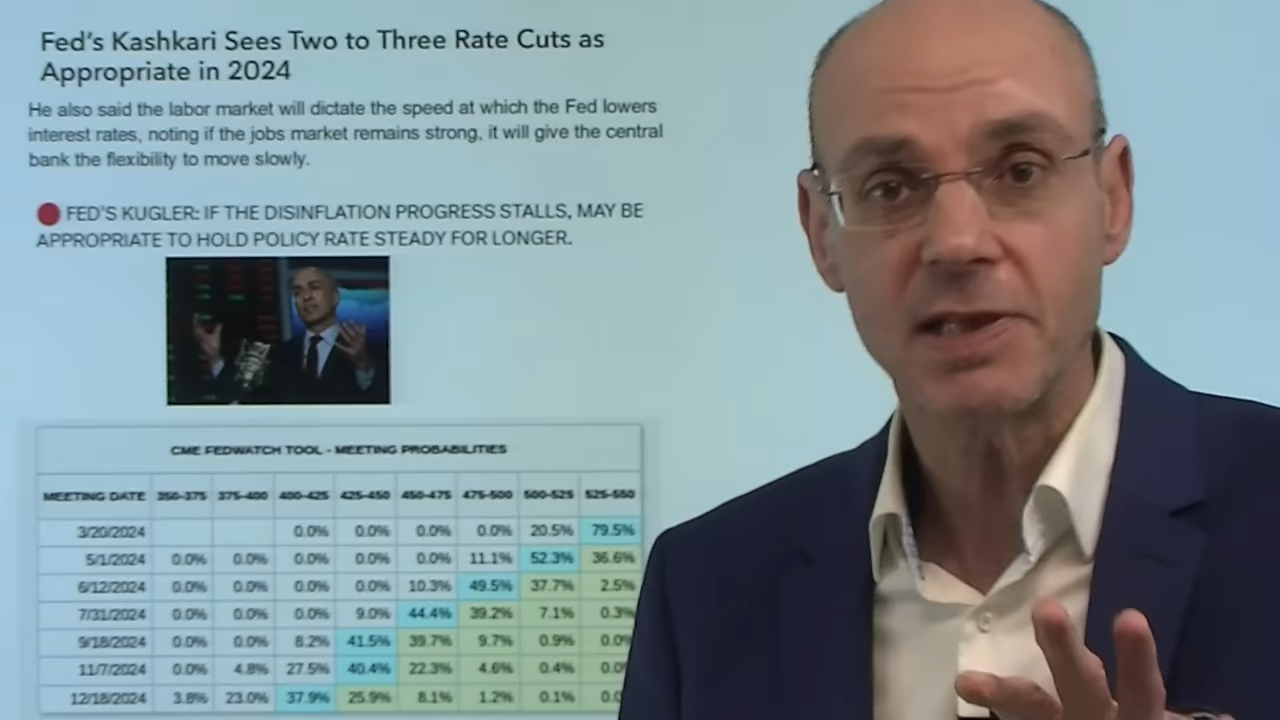 Fed's Kashkari Sees Two to Three Rate Cuts as
Appropriate in 2024
He also said the labor market will dictate the speed at which the Fed lowers
interest rates, noting if the jobs market remains strong, it will give the central
bank the flexibility to move slowly.
FED'S KUGLER: IF THE DISINFLATION PROGRESS STALLS, MAY BE
APPROPRIATE TO HOLD POLICY RATE STEADY FOR LONGER.
CME FEDWATCH TOOL - MEETING PROBABILITIES
MEETING DATE 350-375 375-400 400-425 425-450 450-475 475-500 500-525 525-550
3/20/2024 0.0% 0.0% 0.0% 0.0% 20.5% 79.5%
5/1/2024 0.0% 0.0% 0.0% 0.0% 0.0% 11.1% 52.3% 36.6%
6/12/2024 0.0% 0.0% 0.0% 0.0% 10.3% 49.5% 37.7% 2.5%
7/31/2024 0.0% 0.0% 0.0% 9.0% 44.4% 39.2% 7.1% 0.3%
9/18/2024 0.0% 0.0% 8.2% 41.5% 39.7% 9.7% 0.9% 0.0%
11/7/2024 0.0% 4.8% 27.5% 40.4% 22.3% 4.6% 0.4% 0.0
12/18/2024 3.8% 23.0% 37.9% 25.9% 8.1% 1.2% 0.1% 0.0